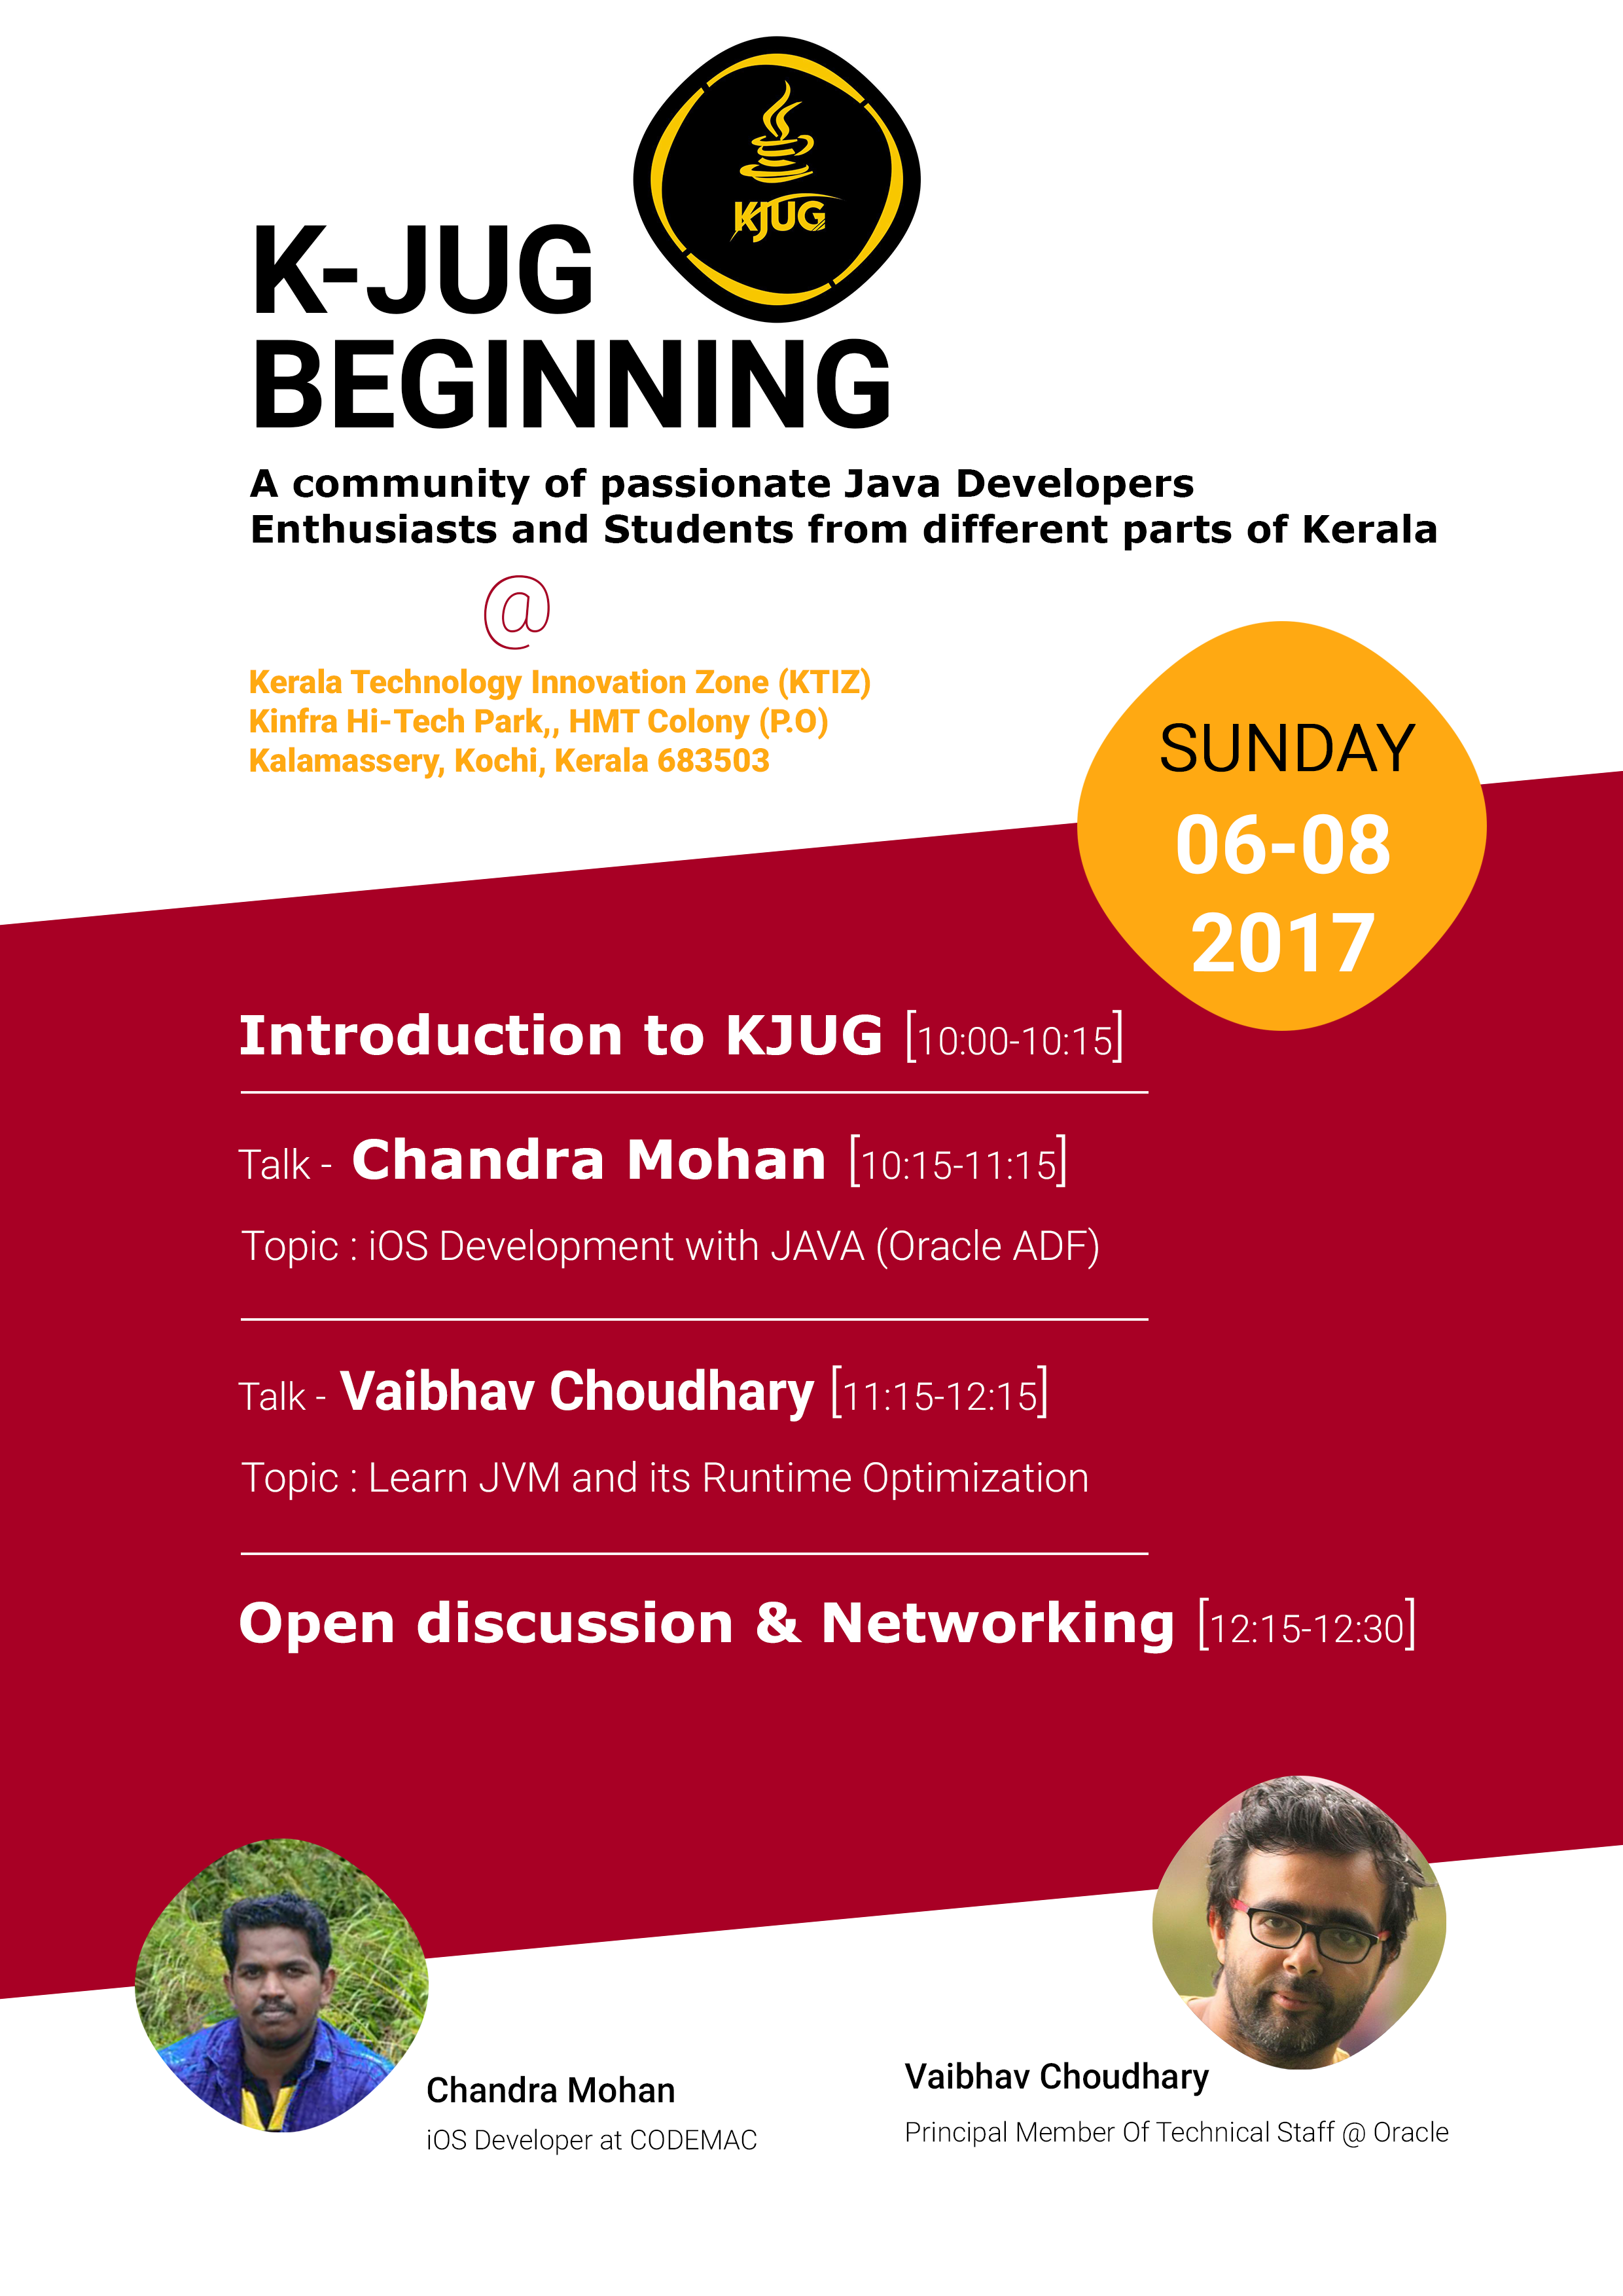 KJUG
K-JUG
BEGINNING
A community of passionate Java Developers
Enthusiasts and Students from different parts of Kerala
@
Kerala Technology Innovation Zone (KTIZ)
Kinfra Hi-Tech Park,, HMT Colony (P.O)
Kalamassery, Kochi, Kerala 683503
SUNDAY
06-08
2017
Introduction to KJUG [10:00-10:15]
Talk - Chandra Mohan [10:15-11:15]
Topic : iOS Development with JAVA (Oracle ADF)
Talk - Vaibhav Choudhary [11:15-12:15]
Topic : Learn JVM and its Runtime Optimization
Open discussion & Networking [12:15-12:30]
Chandra Mohan
iOS Developer at CODEMAC
Vaibhav Choudhary
Principal Member Of Technical Staff @ Oracle